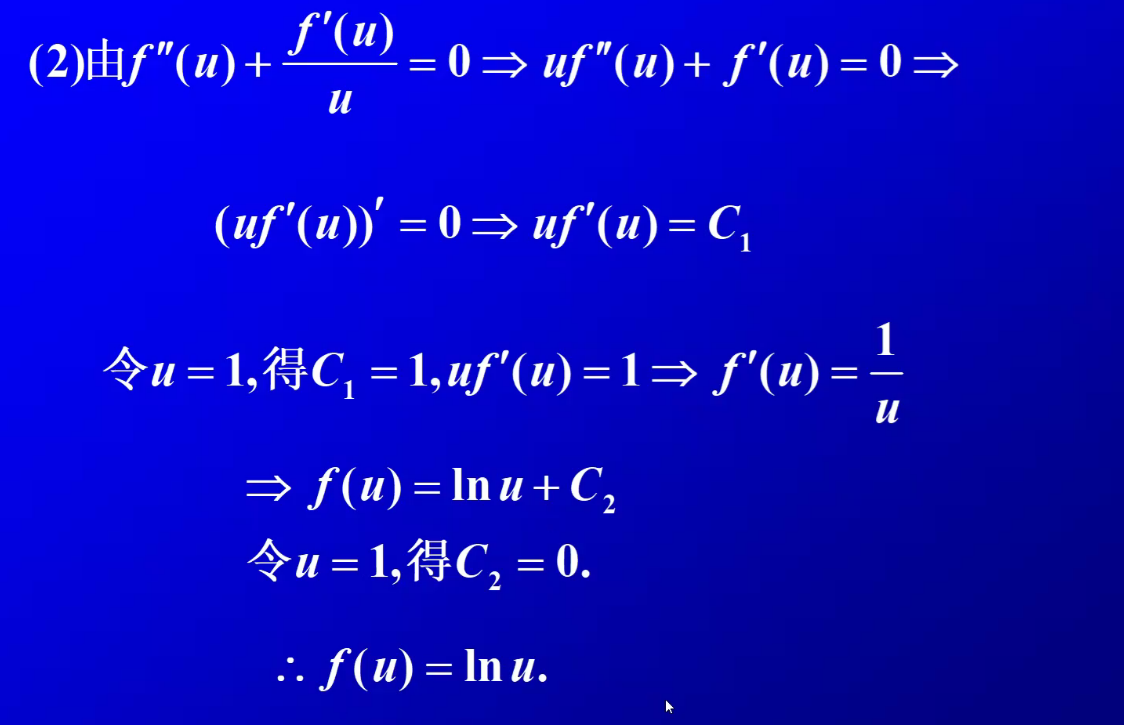 (2)由f″(u) + f′(u)/u = 0 ⇒ uf″(u) + f′(u) = 0 ⇒
(uf′(u))′ = 0 ⇒ uf′(u) = C₁
令u = 1,得C₁ = 1,uf′(u) = 1 ⇒ f′(u) = 1/u
⇒ f(u) = ln u + C₂
令u = 1,得C₂ = 0.
∴ f(u) = ln u.